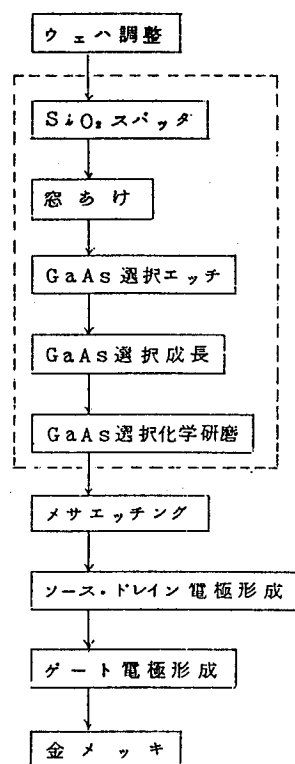 ウェハ調整
SiO₂スパッタ
窓あけ
GaAs選択エッチ
GaAs選択成長
GaAs選択化学研磨
メサエッチング
ソース・ドレイン電極形成
ゲート電極形成
金メッキ